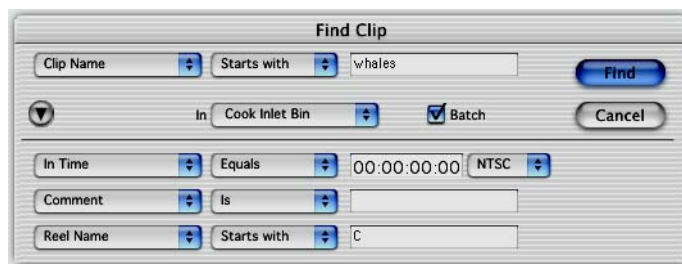 Find Clip
Clip Name Starts with whales Find
In Cook Inlet Bin Batch Cancel
In Time Equals 00:00:00:00 NTSC
Comment Is
Reel Name Starts with C